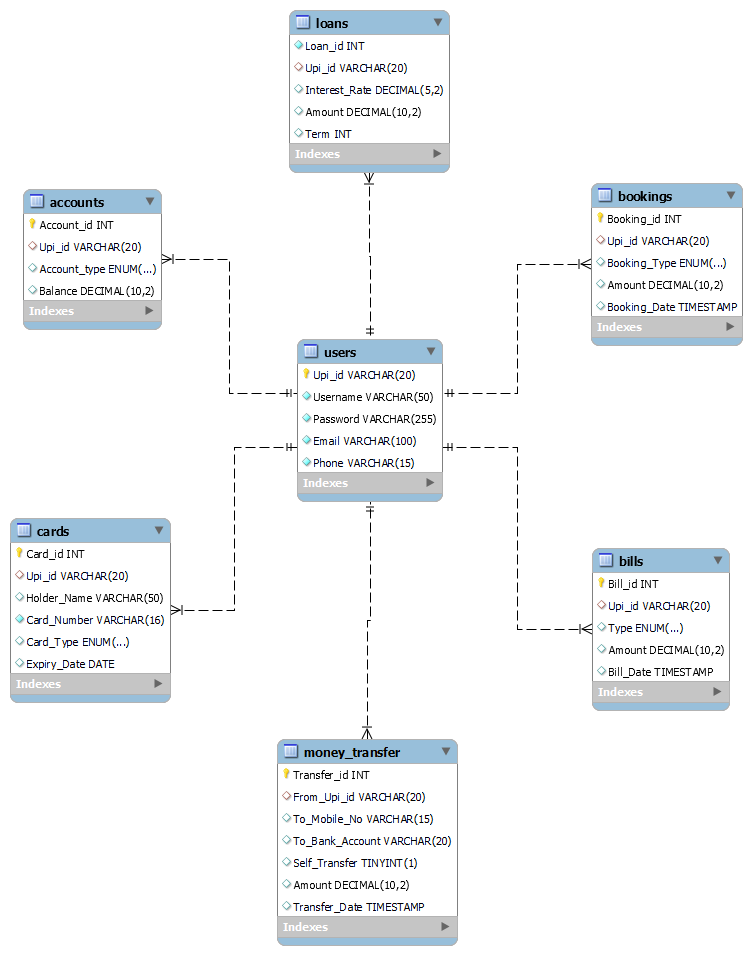 loans
Loan_id INT
Upi_id VARCHAR(20)
Interest_Rate DECIMAL(5,2)
Amount DECIMAL(10,2)
Term INT
Indexes
accounts
Account_id INT
Upi_id VARCHAR(20)
Account_type ENUM(...)
Balance DECIMAL(10,2)
Indexes
bookings
Booking_id INT
Upi_id VARCHAR(20)
Booking_Type ENUM(...)
Amount DECIMAL(10,2)
Booking_Date TIMESTAMP
Indexes
users
Upi_id VARCHAR(20)
Username VARCHAR(50)
Password VARCHAR(255)
Email VARCHAR(100)
Phone VARCHAR(15)
Indexes
cards
Card_id INT
Upi_id VARCHAR(20)
Holder_Name VARCHAR(50)
Card_Number VARCHAR(16)
Card_Type ENUM(...)
Expiry_Date DATE
Indexes
bills
Bill_id INT
Upi_id VARCHAR(20)
Type ENUM(...)
Amount DECIMAL(10,2)
Bill_Date TIMESTAMP
Indexes
money_transfer
Transfer_id INT
From_Upi_id VARCHAR(20)
To_Mobile_No VARCHAR(15)
To_Bank_Account VARCHAR(20)
Self_Transfer TINYINT(1)
Amount DECIMAL(10,2)
Transfer_Date TIMESTAMP
Indexes